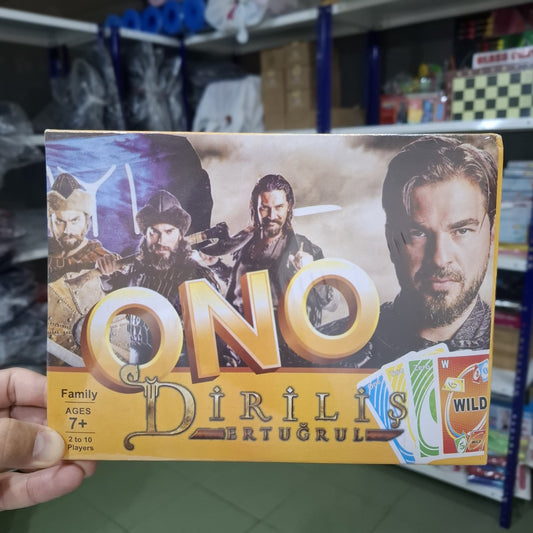 ONO
DİRİLİŞ
ERTUĞRUL
Family
AGES
7+
2 to 10
Players
W
WILD